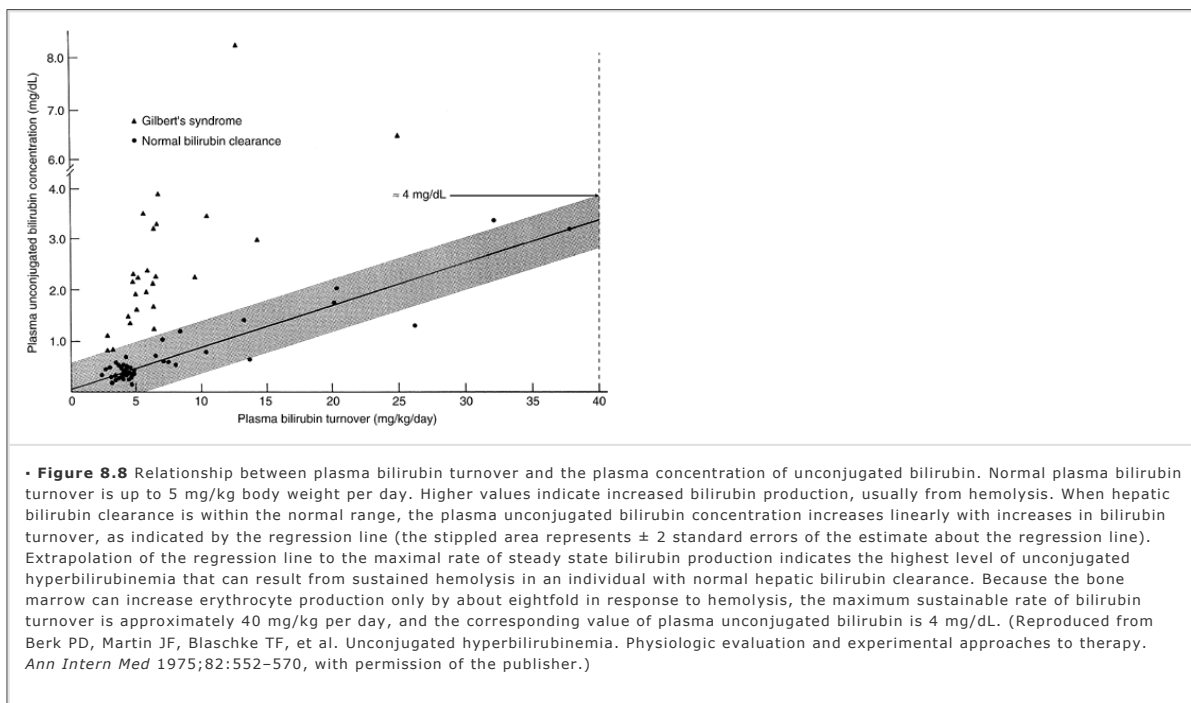 8.0
7.0
6.0
4.0
3.0
2.0
1.0
Plasma unconjugated bilirubin concentration (mg/dL)
▲ Gilbert's syndrome
● Normal bilirubin clearance
≈ 4 mg/dL
0 5 10 15 20 25 30 35 40
Plasma bilirubin turnover (mg/kg/day)
▪ Figure 8.8 Relationship between plasma bilirubin turnover and the plasma concentration of unconjugated bilirubin. Normal plasma bilirubin
turnover is up to 5 mg/kg body weight per day. Higher values indicate increased bilirubin production, usually from hemolysis. When hepatic
bilirubin clearance is within the normal range, the plasma unconjugated bilirubin concentration increases linearly with increases in bilirubin
turnover, as indicated by the regression line (the stippled area represents ± 2 standard errors of the estimate about the regression line).
Extrapolation of the regression line to the maximal rate of steady state bilirubin production indicates the highest level of unconjugated
hyperbilirubinemia that can result from sustained hemolysis in an individual with normal hepatic bilirubin clearance. Because the bone
marrow can increase erythrocyte production only by about eightfold in response to hemolysis, the maximum sustainable rate of bilirubin
turnover is approximately 40 mg/kg per day, and the corresponding value of plasma unconjugated bilirubin is 4 mg/dL. (Reproduced from
Berk PD, Martin JF, Blaschke TF, et al. Unconjugated hyperbilirubinemia. Physiologic evaluation and experimental approaches to therapy.
Ann Intern Med 1975;82:552–570, with permission of the publisher.)